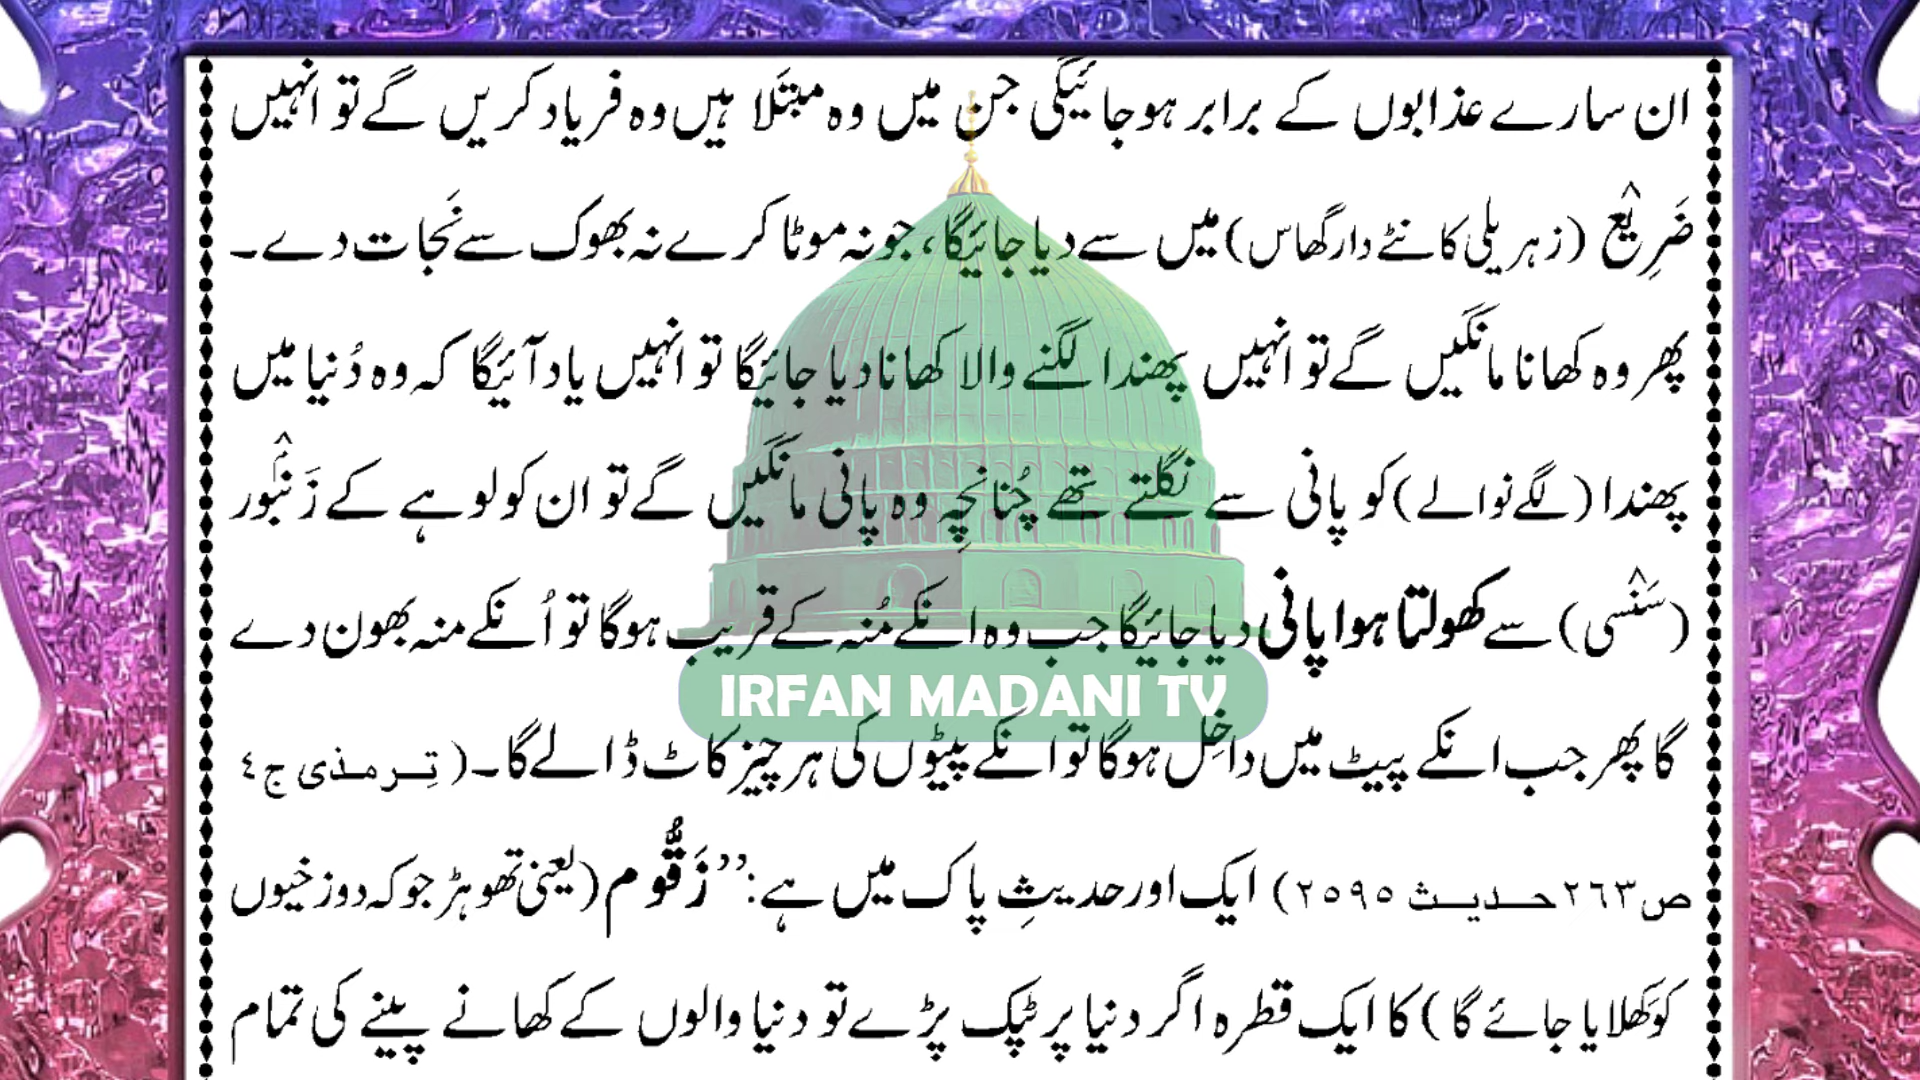 ان سارے عذابوں کے برابر ہوجائیگی جن میں وہ مبتَلا ہیں وہ فریاد کریں گے تو انہیں
ضَرِیْع (زہریلی کانٹے دار گھاس) میں سے دیا جائیگا، جو نہ موٹا کرے نہ بھوک سے نَجات دے۔
پھر وہ کھانا مانگیں گے تو انہیں پھندا لگنے والا کھانا دیا جائیگا تو انہیں یاد آئیگا کہ وہ دُنیا میں
پھندا (لگے نوالے) کو پانی سے نگلتے تھے چُنانچِہ وہ پانی مانگیں گے تو ان کو لوہے کے زَنْبُور
(سَنْسی) سے کھولتا ہوا پانی دیا جائیگا جب وہ انکے مُنہ کے قریب ہوگا تو اُنکے منہ بھون دے
IRFAN MADANI TV
گا پھر جب انکے پیٹ میں داخِل ہوگا تو انکے پیٹوں کی ہر چیز کاٹ ڈالے گا۔ (تِرمذی ج٤
ص٢٦٣ حدیث ٢٥٩٥) ایک اور حدیثِ پاک میں ہے: ’’زَقُّوم (یعنی تھوہڑ جو کہ دوزخیوں
کو کَھلایا جائے گا) کا ایک قطرہ اگر دنیا پر ٹپک پڑے تو دنیا والوں کے کھانے پینے کی تمام